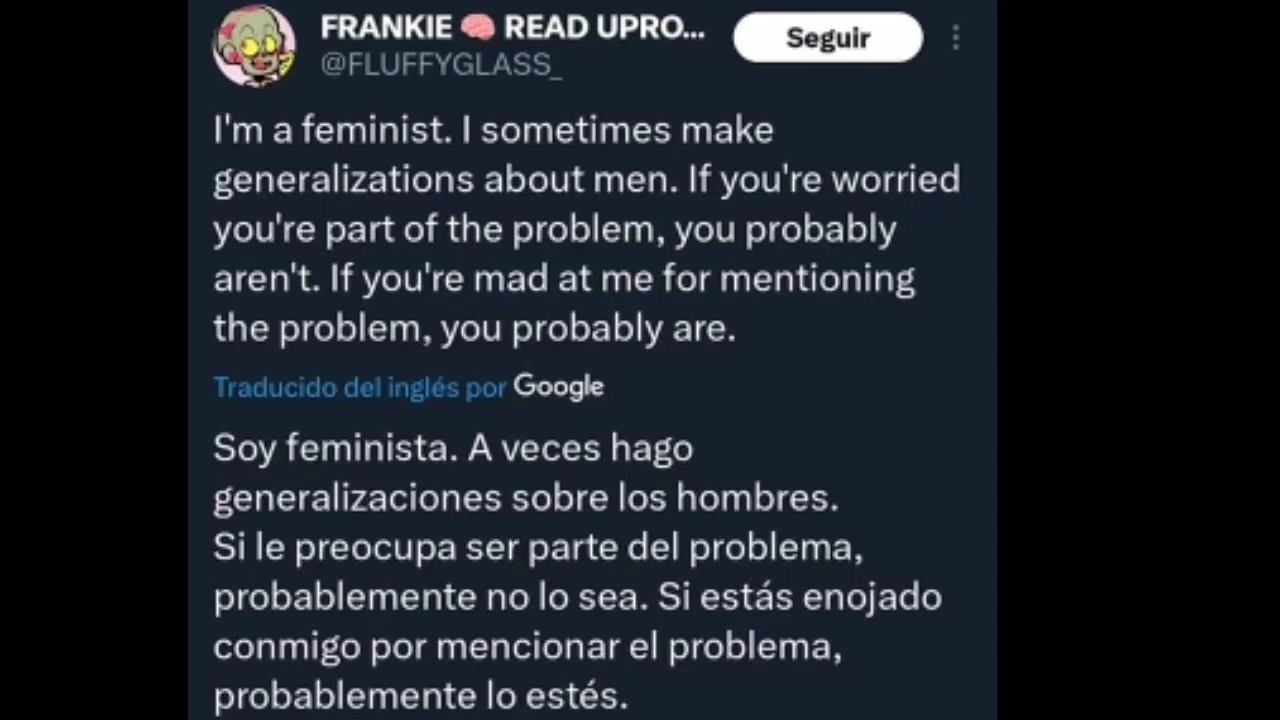 FRANKIE 🧠 READ UPRO...
Seguir
@FLUFFYGLASS_
I'm a feminist. I sometimes make
generalizations about men. If you're worried
you're part of the problem, you probably
aren't. If you're mad at me for mentioning
the problem, you probably are.
Traducido del inglés por Google
Soy feminista. A veces hago
generalizaciones sobre los hombres.
Si le preocupa ser parte del problema,
probablemente no lo sea. Si estás enojado
conmigo por mencionar el problema,
probablemente lo estés.